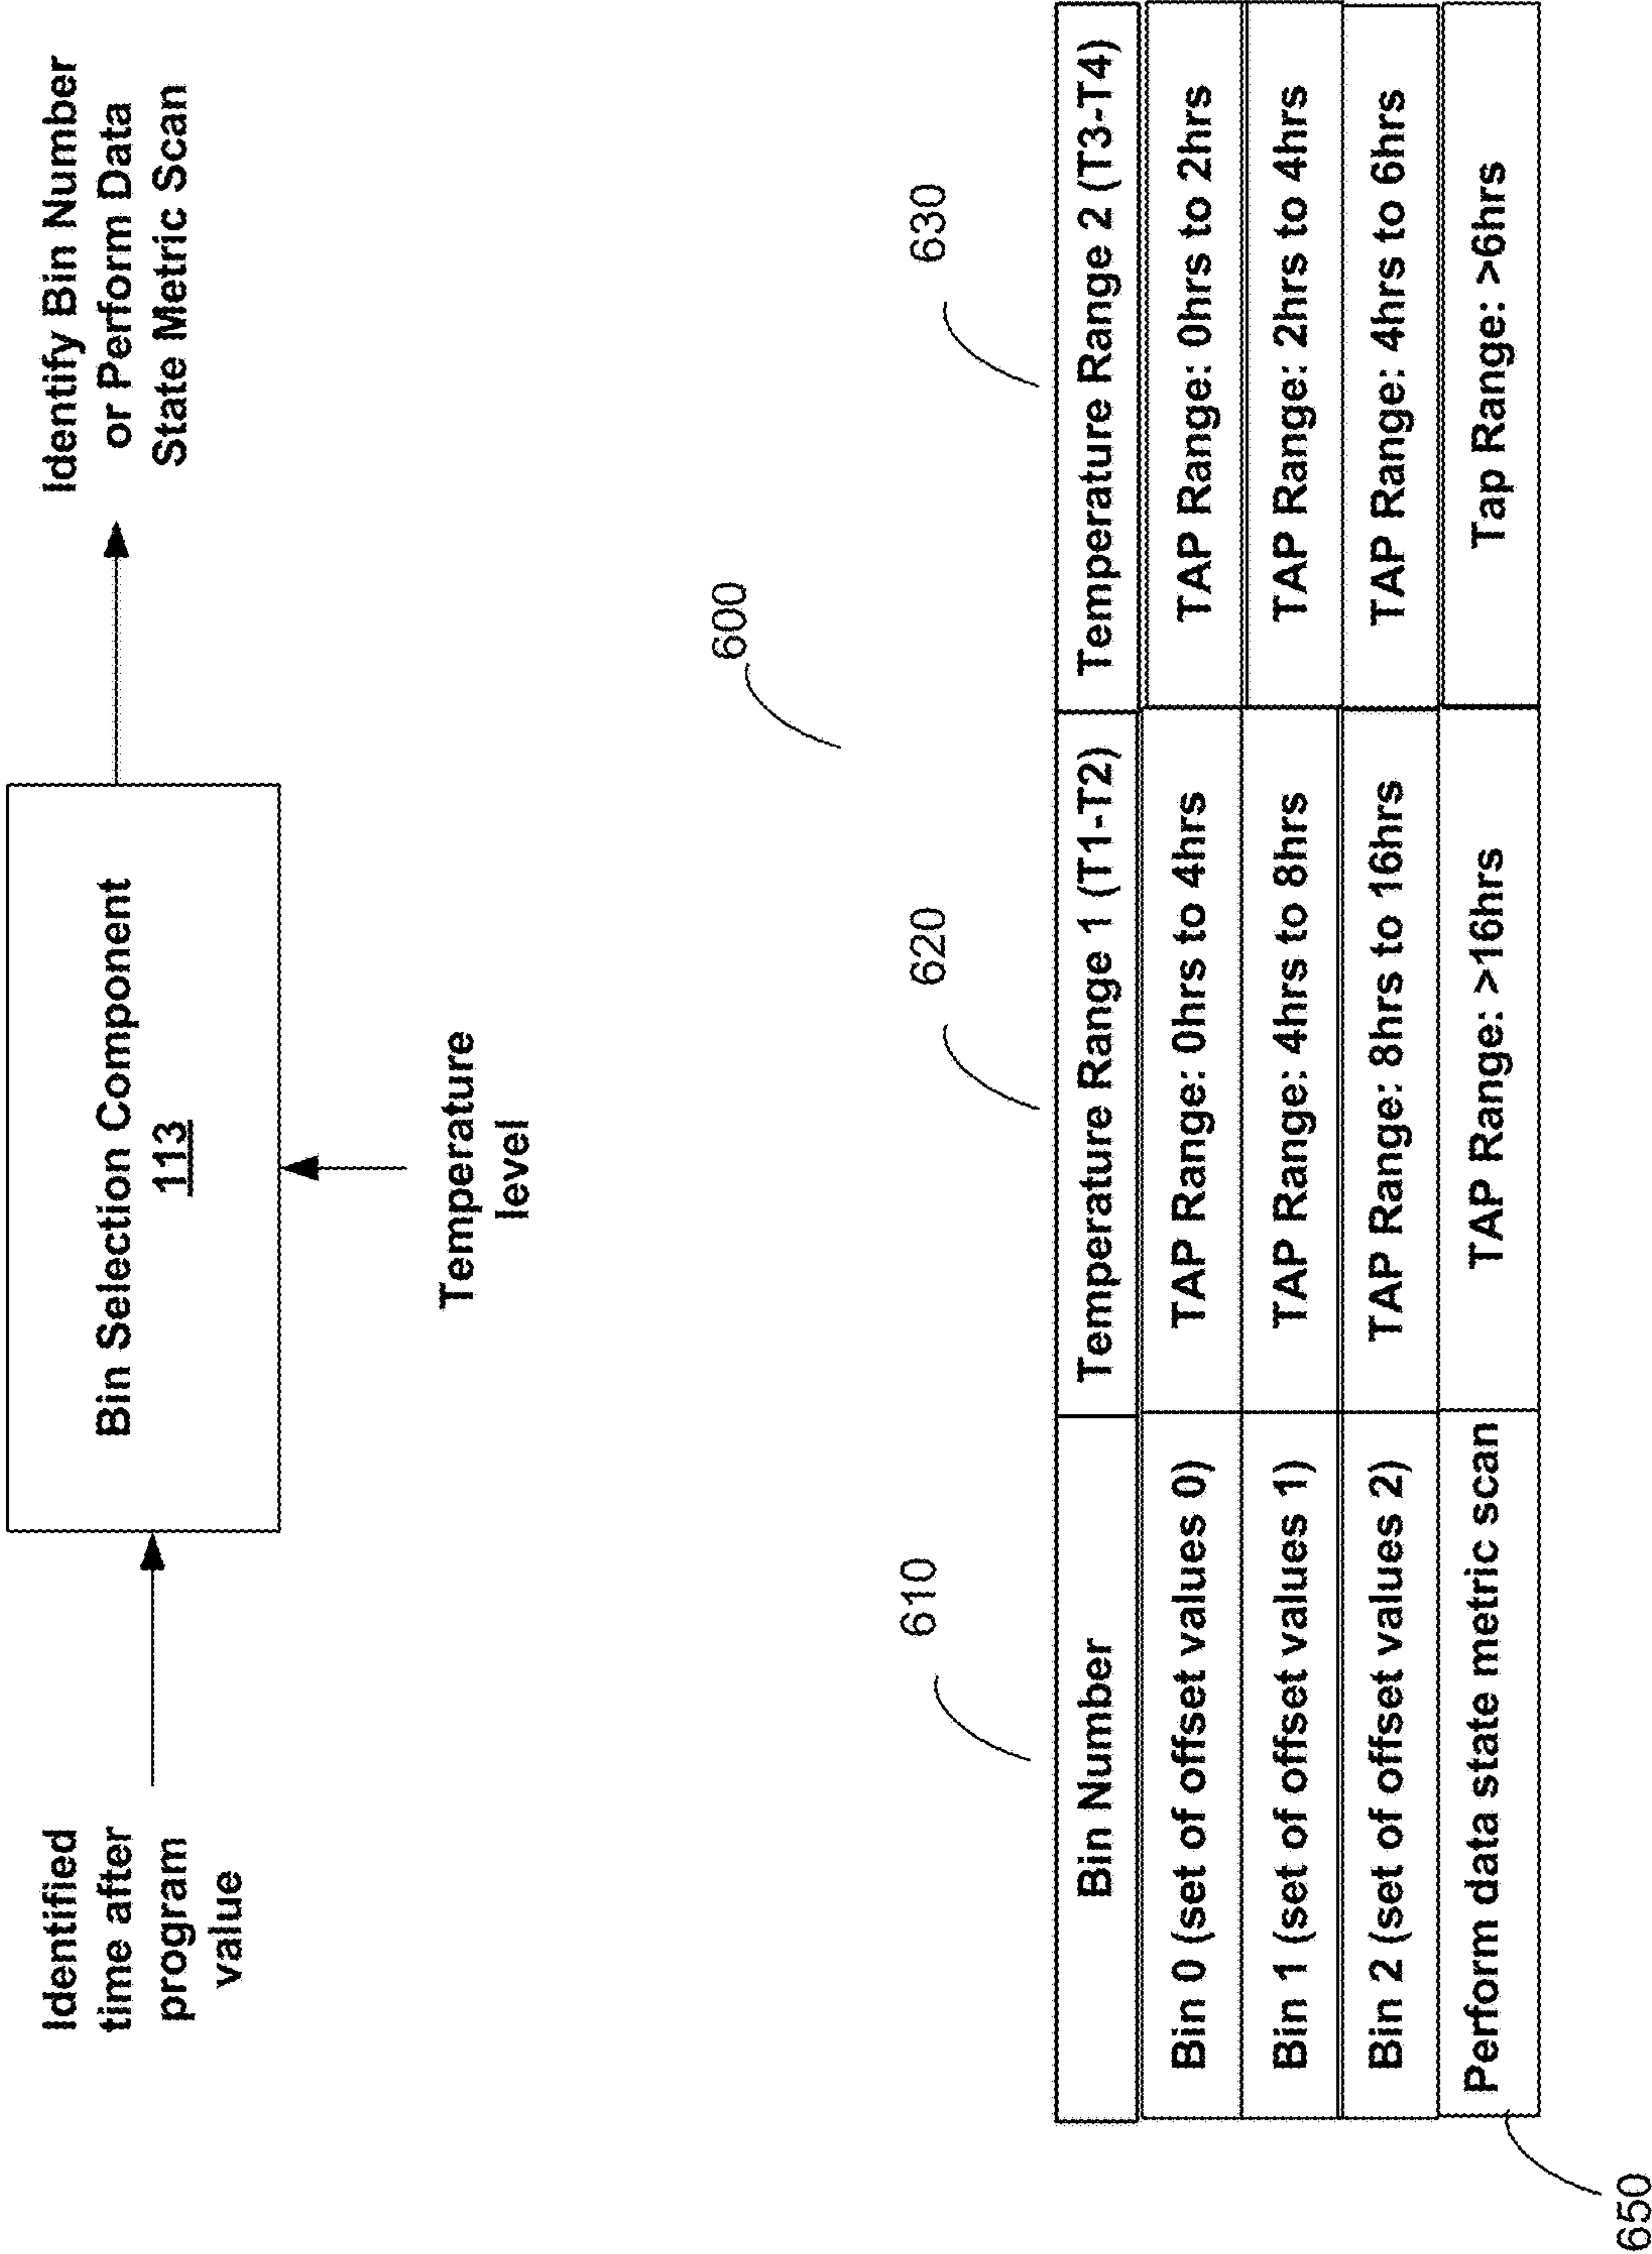 Identified
time after
program
value
Bin Selection Component
113
Temperature
level
Identify Bin Number
or Perform Data
State Metric Scan
600
610
620
630
Bin Number
Temperature Range 1 (T1-T2)
Temperature Range 2 (T3-T4)
Bin 0 (set of offset values 0)
TAP Range: 0hrs to 4hrs
TAP Range: 0hrs to 2hrs
Bin 1 (set of offset values 1)
TAP Range: 4hrs to 8hrs
TAP Range: 2hrs to 4hrs
Bin 2 (set of offset values 2)
TAP Range: 8hrs to 16hrs
TAP Range: 4hrs to 6hrs
Perform data state metric scan
TAP Range: >16hrs
Tap Range: >6hrs
650